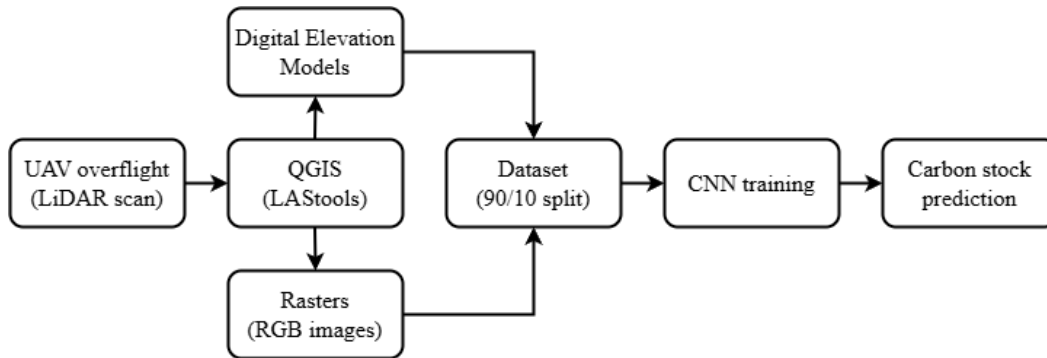 Digital Elevation
Models
UAV overflight
(LiDAR scan)
QGIS
(LAStools)
Dataset
(90/10 split)
CNN training
Carbon stock
prediction
Rasters
(RGB images)